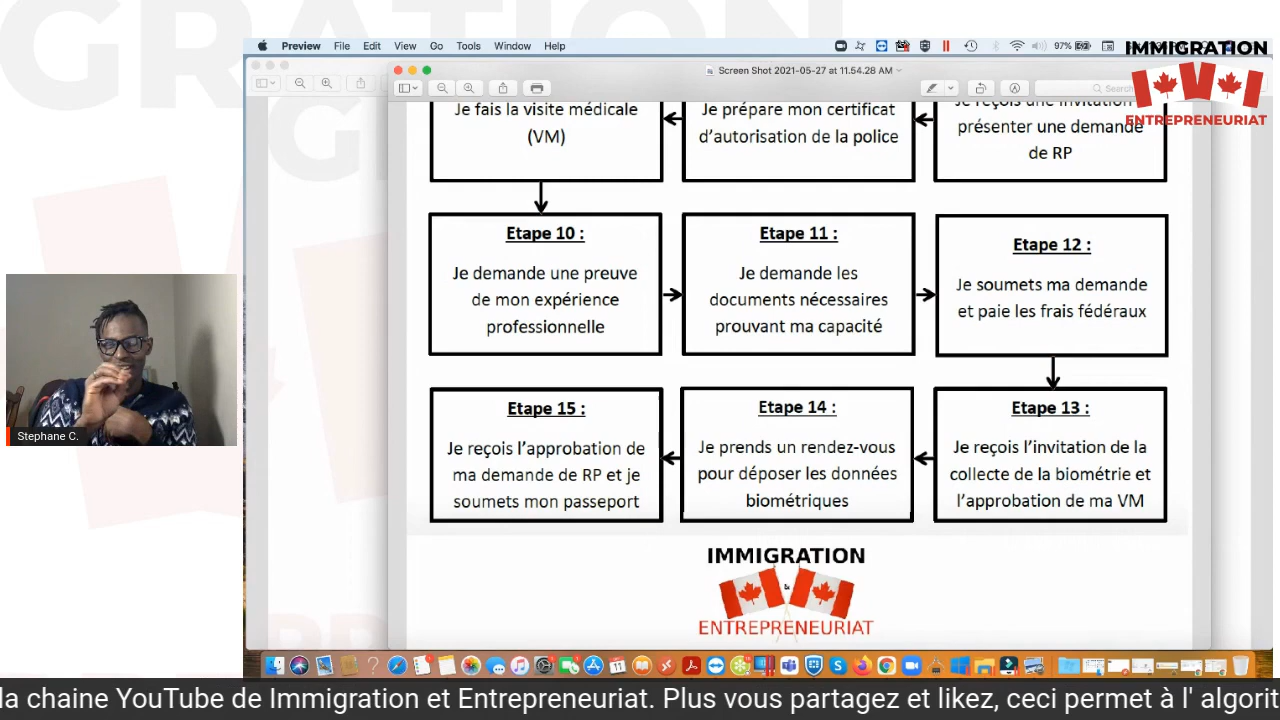 GRATION
Preview File Edit View Go Tools Window Help
97%
IMMIGRATION
ENTREPRENEURIAT
Screen Shot 2021-05-27 at 11.54.28 AM
Search
Je fais la visite médicale
(VM)
Je prépare mon certificat
d'autorisation de la police
Je reçois une invitation
présenter une demande
de RP
Etape 10 :
Je demande une preuve
de mon expérience
professionnelle
Etape 11 :
Je demande les
documents nécessaires
prouvant ma capacité
Etape 12 :
Je soumets ma demande
et paie les frais fédéraux
Etape 15 :
Je reçois l'approbation de
ma demande de RP et je
soumets mon passeport
Etape 14 :
Je prends un rendez-vous
pour déposer les données
biométriques
Etape 13 :
Je reçois l'invitation de la
collecte de la biométrie et
l'approbation de ma VM
Stephane C.
IMMIGRATION
&
ENTREPRENEURIAT
la chaine YouTube de Immigration et Entrepreneuriat. Plus vous partagez et likez, ceci permet à l' algorit